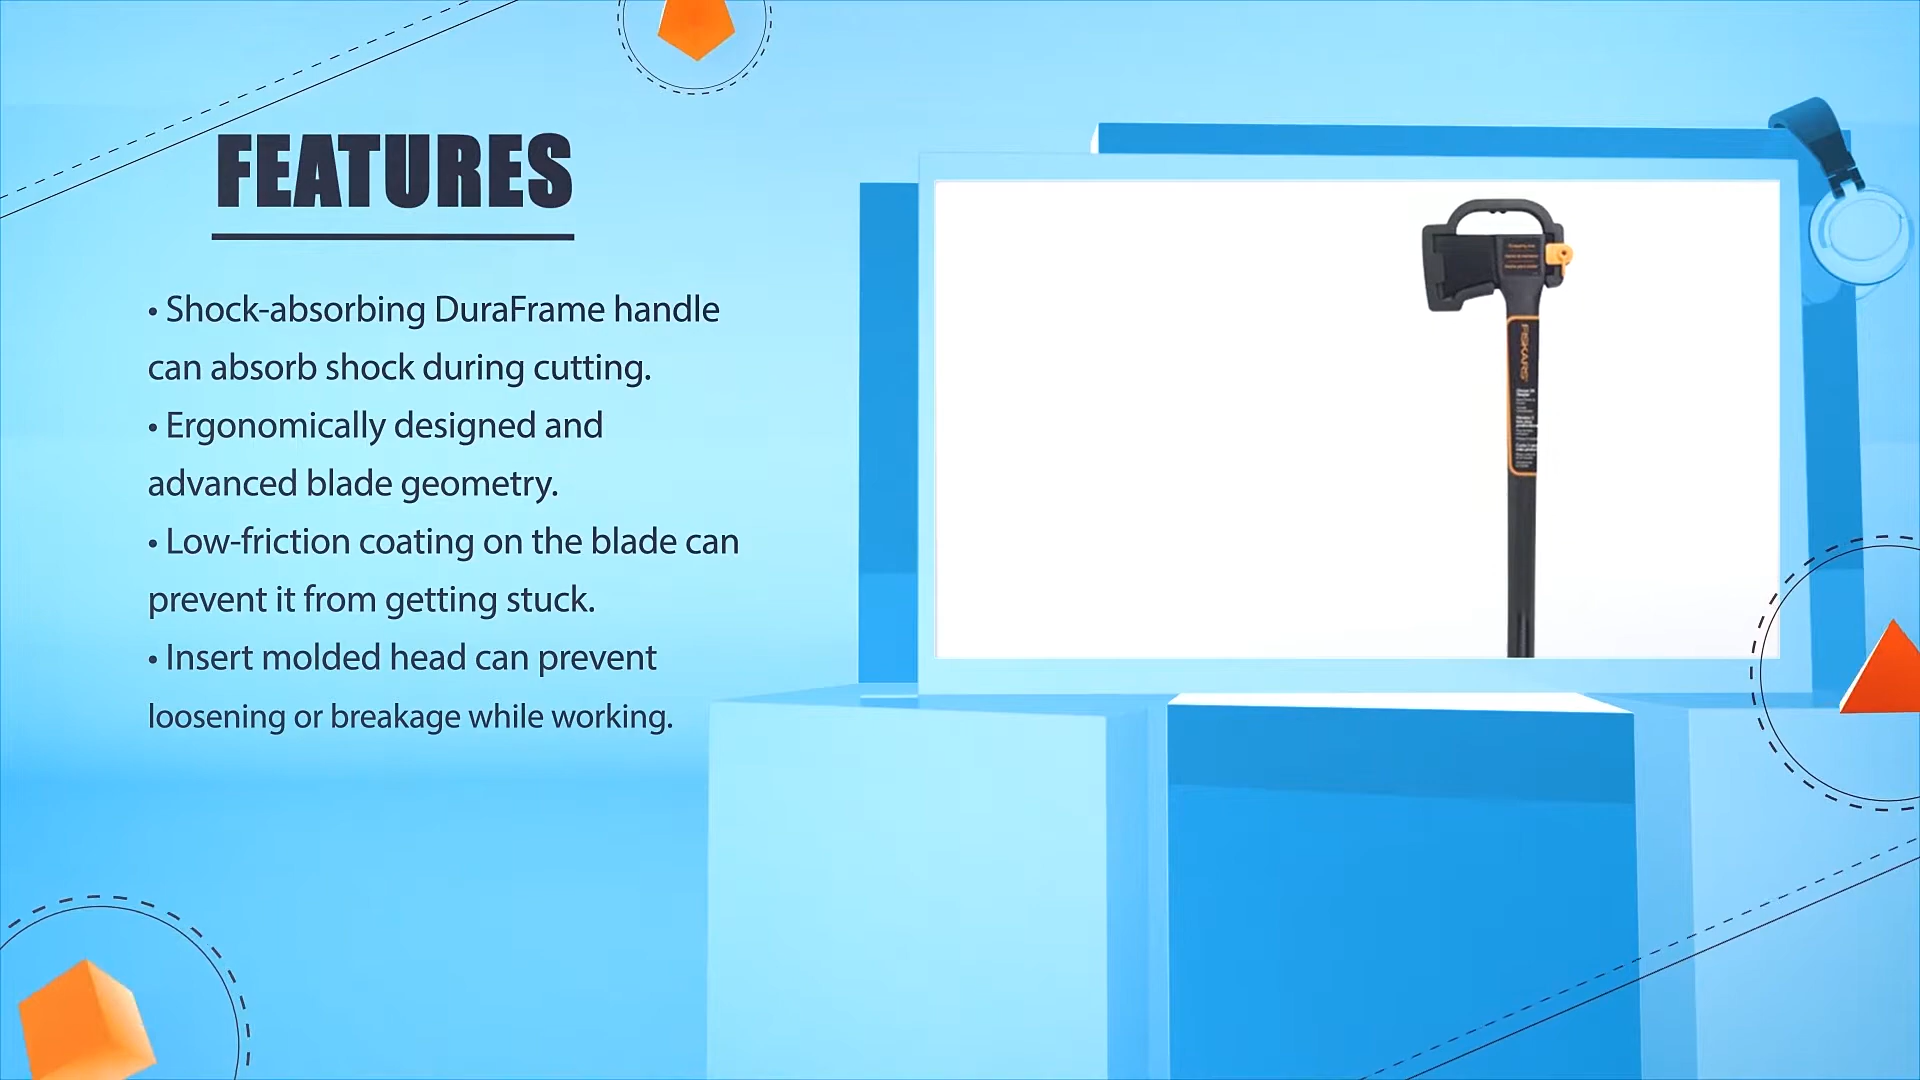 FEATURES
• Shock-absorbing DuraFrame handle
can absorb shock during cutting.
• Ergonomically designed and
advanced blade geometry.
• Low-friction coating on the blade can
prevent it from getting stuck.
• Insert molded head can prevent
loosening or breakage while working.
FISKARS